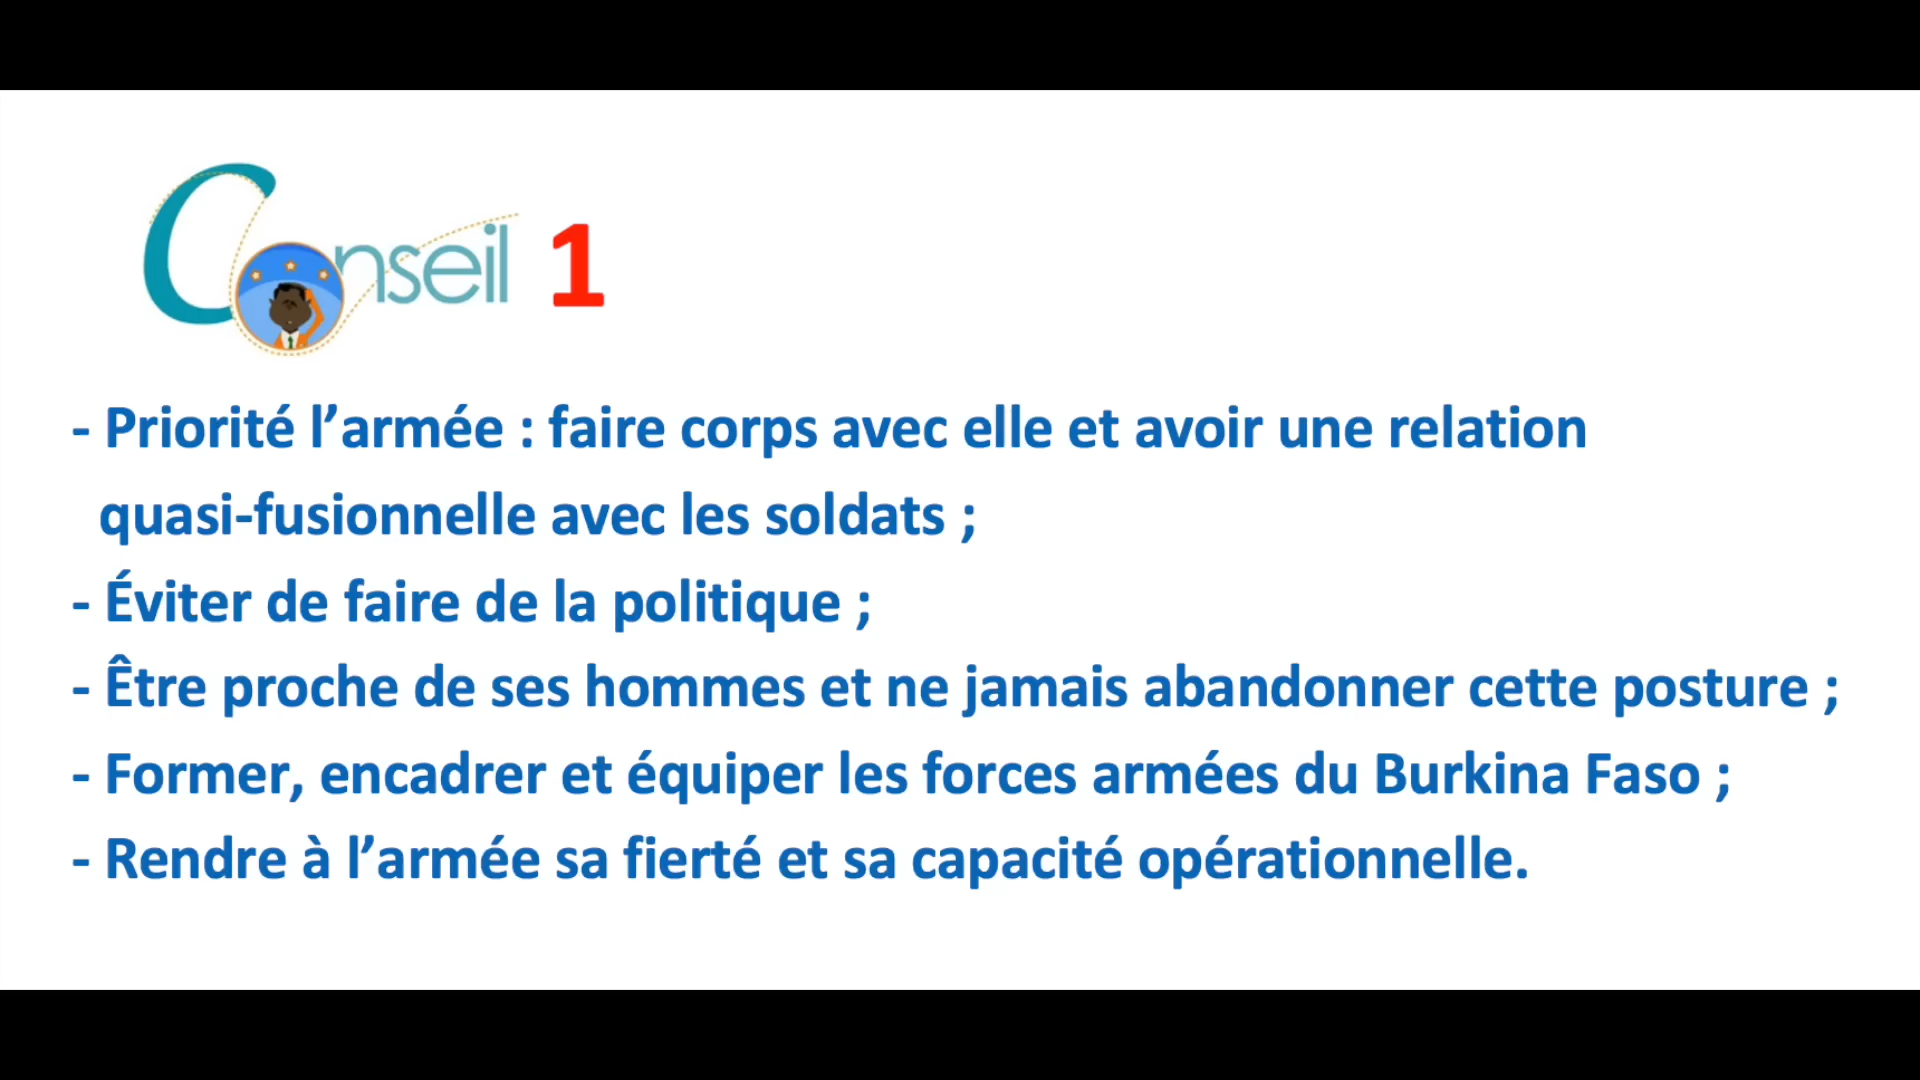 Conseil 1
- Priorité l’armée : faire corps avec elle et avoir une relation
quasi-fusionnelle avec les soldats ;
- Éviter de faire de la politique ;
- Être proche de ses hommes et ne jamais abandonner cette posture ;
- Former, encadrer et équiper les forces armées du Burkina Faso ;
- Rendre à l’armée sa fierté et sa capacité opérationnelle.